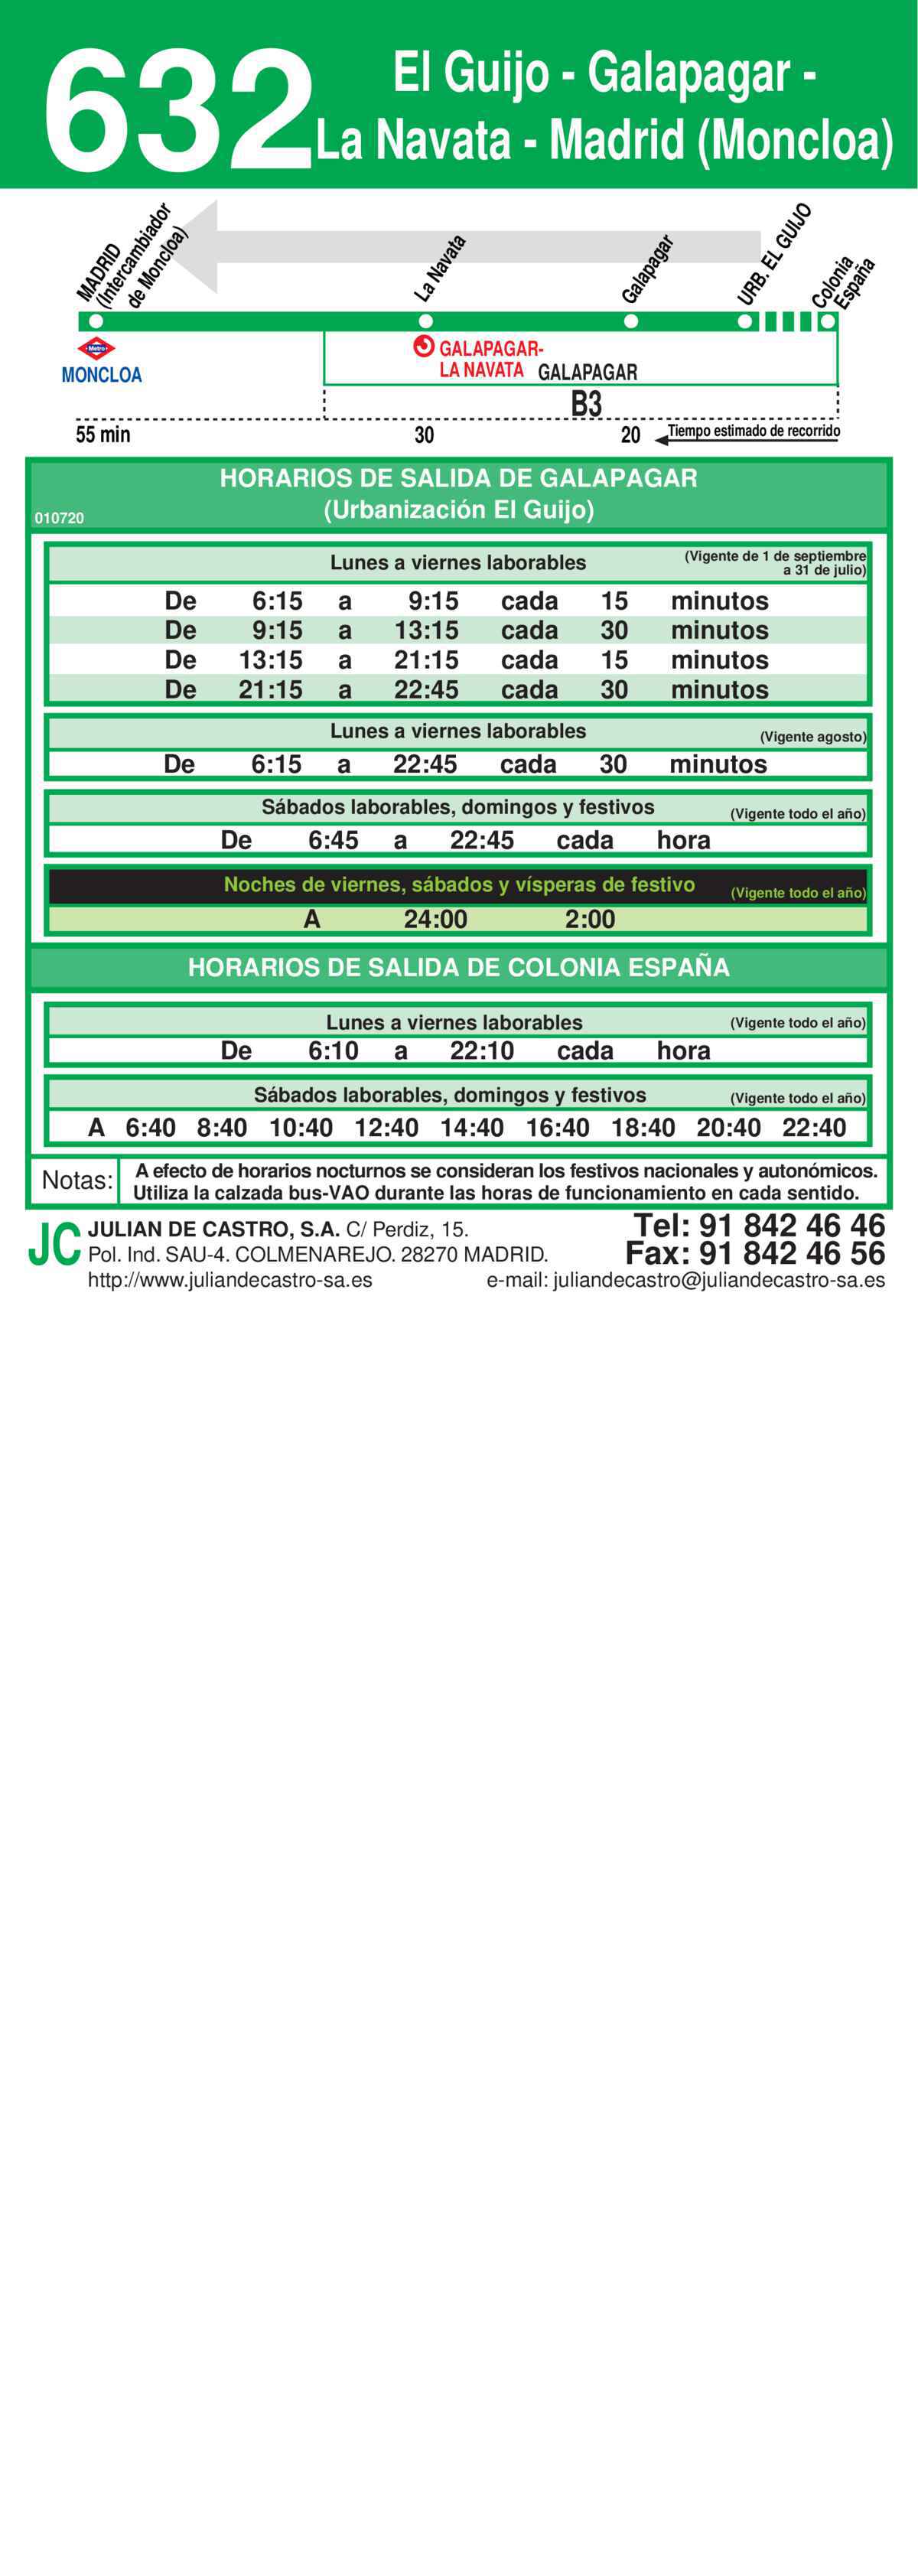 632
El Guijo - Galapagar -
La Navata - Madrid (Moncloa)
MADRID
(Intercambiador
de Moncloa)
La Navata
Galapagar
URB. EL GUIJO
Colonia
España
Metro
MONCLOA
GALAPAGAR-
LA NAVATA
GALAPAGAR
B3
55 min 30 20 Tiempo estimado de recorrido
HORARIOS DE SALIDA DE GALAPAGAR
(Urbanización El Guijo)
010720
Lunes a viernes laborables (Vigente de 1 de septiembre
a 31 de julio)
De 6:15 a 9:15 cada 15 minutos
De 9:15 a 13:15 cada 30 minutos
De 13:15 a 21:15 cada 15 minutos
De 21:15 a 22:45 cada 30 minutos
Lunes a viernes laborables (Vigente agosto)
De 6:15 a 22:45 cada 30 minutos
Sábados laborables, domingos y festivos (Vigente todo el año)
De 6:45 a 22:45 cada hora
Noches de viernes, sábados y vísperas de festivo (Vigente todo el año)
A 24:00 2:00
HORARIOS DE SALIDA DE COLONIA ESPAÑA
Lunes a viernes laborables (Vigente todo el año)
De 6:10 a 22:10 cada hora
Sábados laborables, domingos y festivos (Vigente todo el año)
A 6:40 8:40 10:40 12:40 14:40 16:40 18:40 20:40 22:40
Notas: A efecto de horarios nocturnos se consideran los festivos nacionales y autonómicos.
Utiliza la calzada bus-VAO durante las horas de funcionamiento en cada sentido.
JC JULIAN DE CASTRO, S.A. C/ Perdiz, 15. Tel: 91 842 46 46
Pol. Ind. SAU-4. COLMENAREJO. 28270 MADRID. Fax: 91 842 46 56
http://www.juliandecastro-sa.es e-mail: juliandecastro@juliandecastro-sa.es